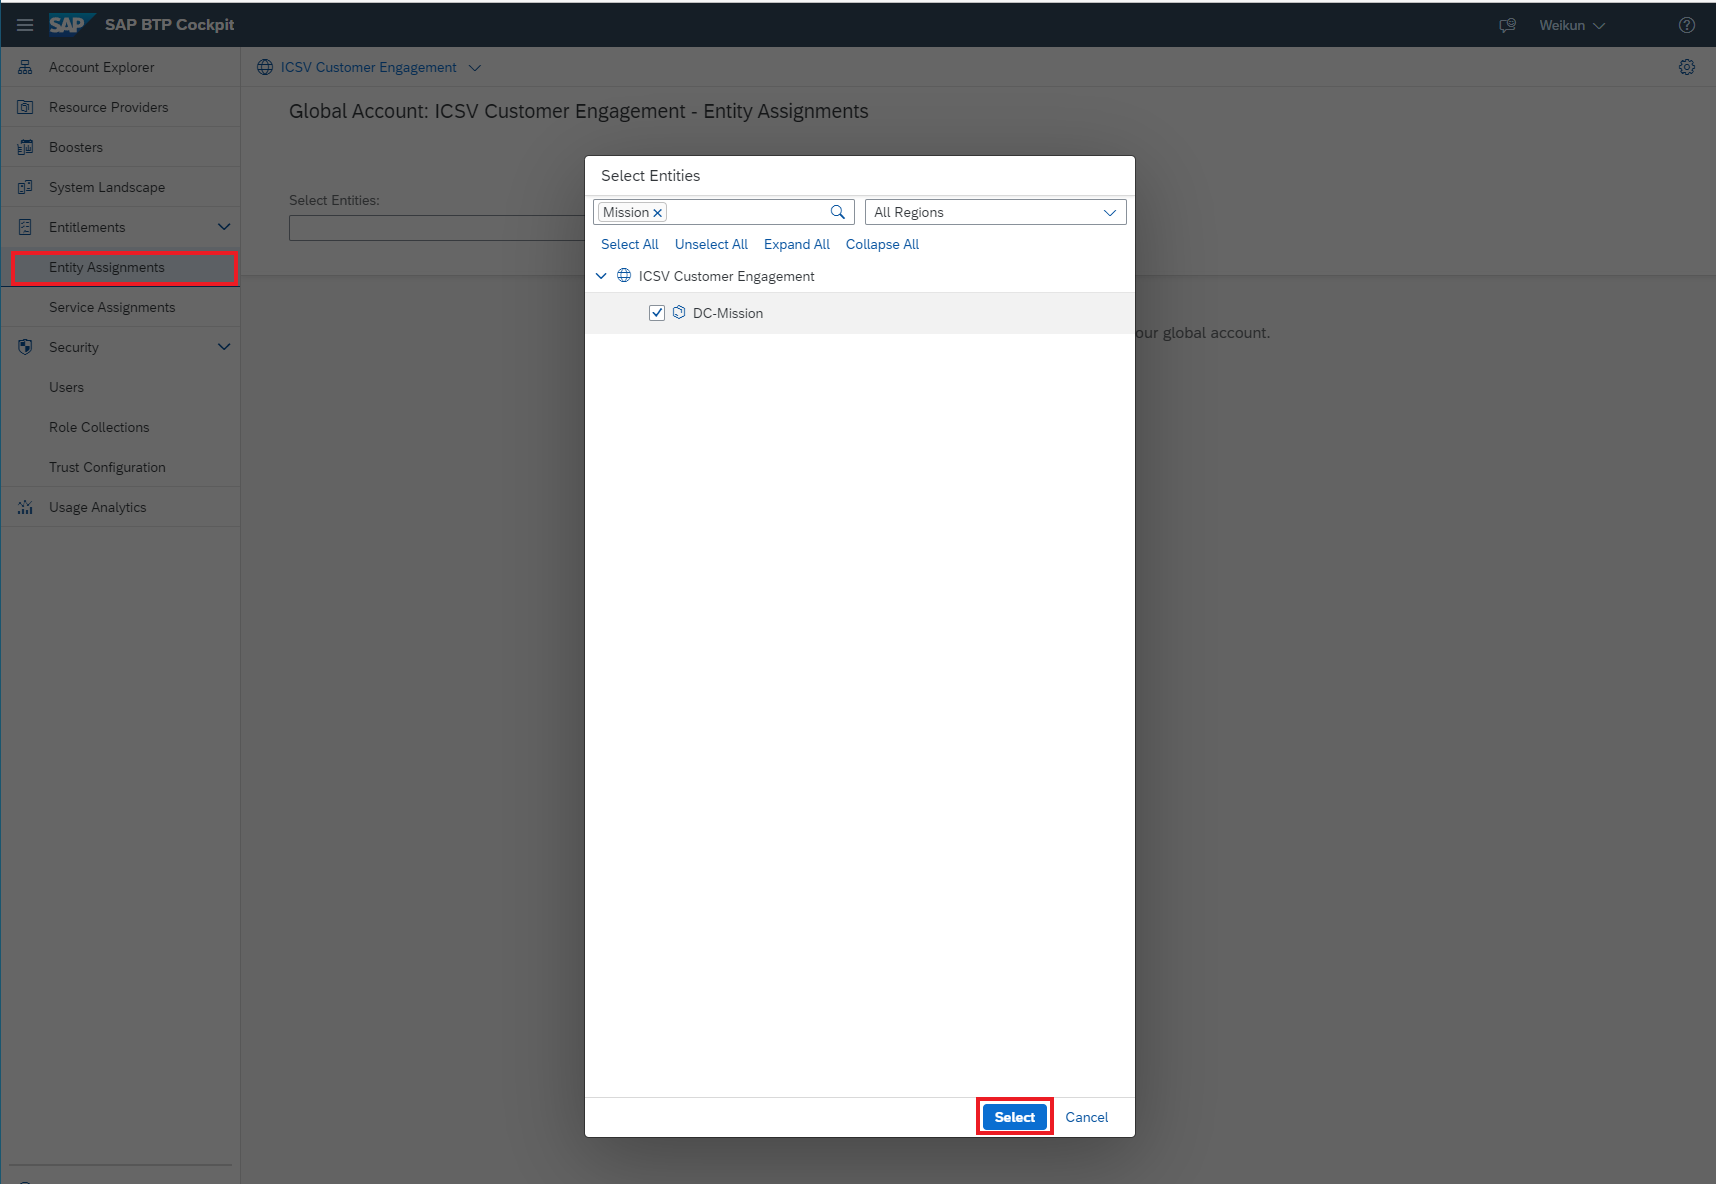 SAP SAP BTP Cockpit
Weikun
Account Explorer
Resource Providers
Boosters
System Landscape
Entitlements
Entity Assignments
Service Assignments
Security
Users
Role Collections
Trust Configuration
Usage Analytics
ICSV Customer Engagement
Global Account: ICSV Customer Engagement - Entity Assignments
Select Entities:
our global account.
Select Entities
Mission
All Regions
Select All Unselect All Expand All Collapse All
ICSV Customer Engagement
DC-Mission
Select Cancel